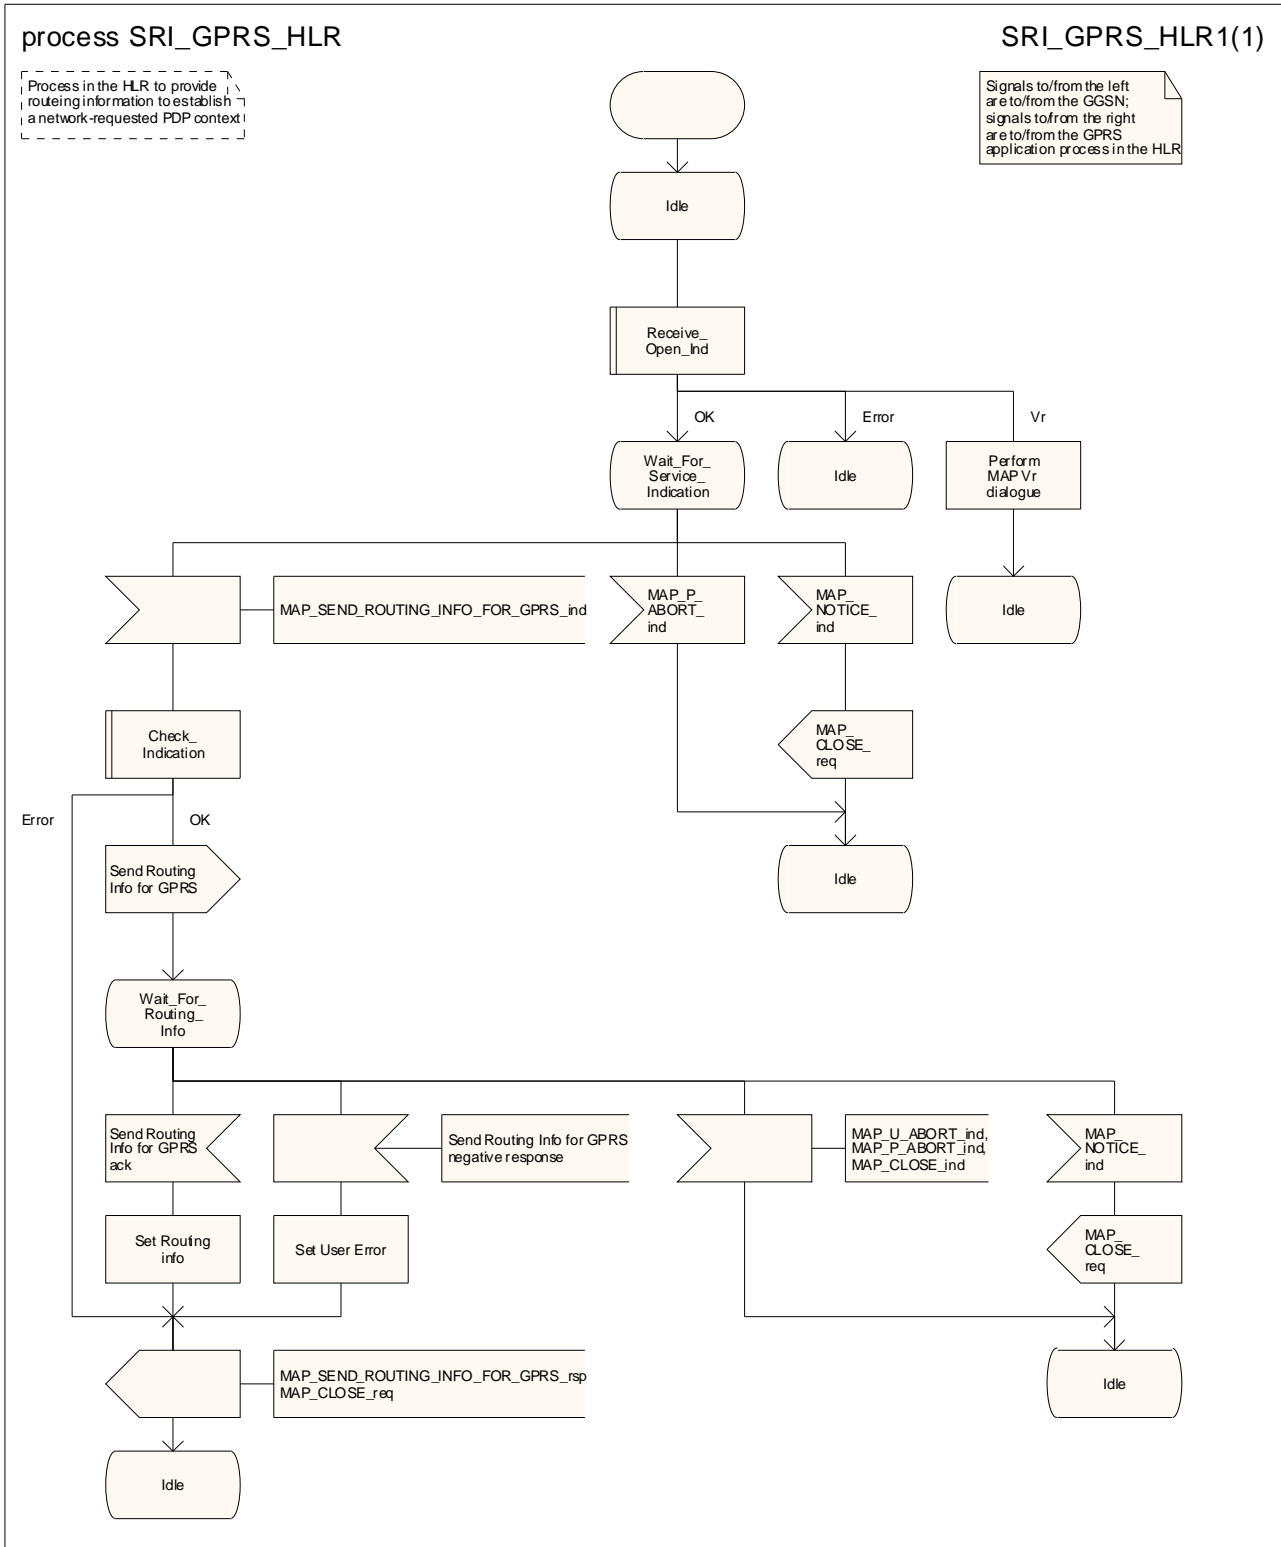 process SRI_GPRS_HLR
SRI_GPRS_HLR1(1)
Process in the HLR to provide
routeing information to establish
a network-requested PDP context
Signals to/from the left
are to/from the GGSN;
signals to/from the right
are to/from the GPRS
application process in the HLR
Idle
Receive_
Open_Ind
OK
Error
Vr
Wait_For_
Service_
Indication
Idle
Perform
MAP Vr
dialogue
MAP_SEND_ROUTING_INFO_FOR_GPRS_ind
MAP_P_
ABORT_
ind
MAP_
NOTICE_
ind
Idle
Check_
Indication
MAP_
CLOSE_
req
Error
OK
Send Routing
Info for GPRS
Idle
Wait_For_
Routing_
Info
Send Routing
Info for GPRS
ack
Send Routing Info for GPRS
negative response
MAP_U_ABORT_ind,
MAP_P_ABORT_ind,
MAP_CLOSE_ind
MAP_
NOTICE_
ind
Set Routing
info
Set User Error
MAP_
CLOSE_
req
MAP_SEND_ROUTING_INFO_FOR_GPRS_rsp
MAP_CLOSE_req
Idle
Idle